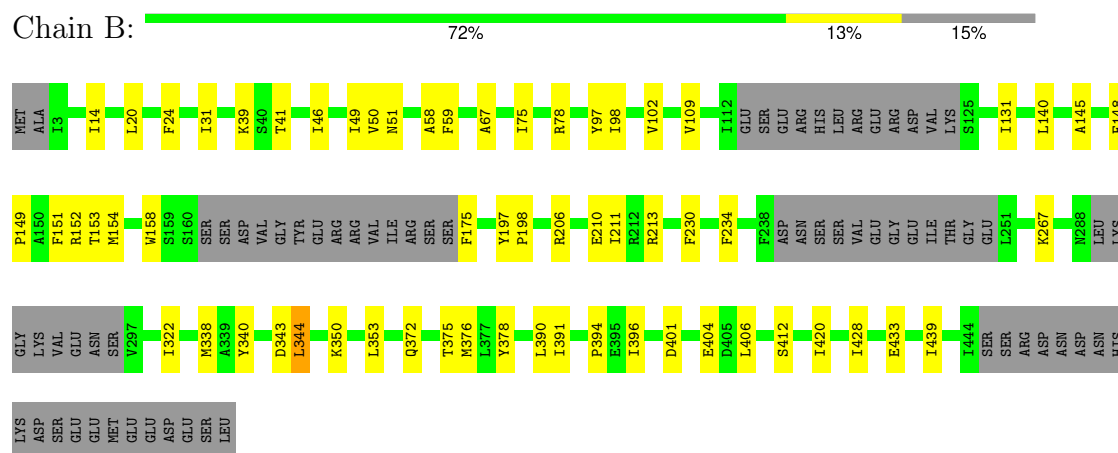 Chain B:
72% 13% 15%
MET ALA I3 I14 L20 F24 I31 K39 S40 T41 I46 I49 V50 N51 A58 F59 A67 I75 R78 Y97 I98 V102 V109 I112 GLU SER GLU ARG HIS LEU ARG GLU ARG ASP VAL LYS S125 I131 L140 A145 E148
P149 A150 F151 R152 T153 M154 W158 S159 S160 SER SER ASP VAL GLY TYR GLU ARG ARG VAL ILE ARG SER SER F175 Y197 P198 R206 E210 I211 R212 R213 F230 F234 F238 ASP ASN SER SER VAL GLU GLY GLU ILE THR GLY GLU L251 K267 N288 LEU LYS
GLY LYS VAL GLU ASN SER V297 I322 M338 A339 Y340 D343 L344 K350 L353 Q372 T375 M376 L377 Y378 L390 I391 P394 E395 I396 D401 E404 D405 L406 S412 I420 I428 E433 I439 I444 SER SER ARG ASP ASN ASP ASN HIS
LYS ASP SER GLU GLU MET GLU GLU ASP GLU SER LEU